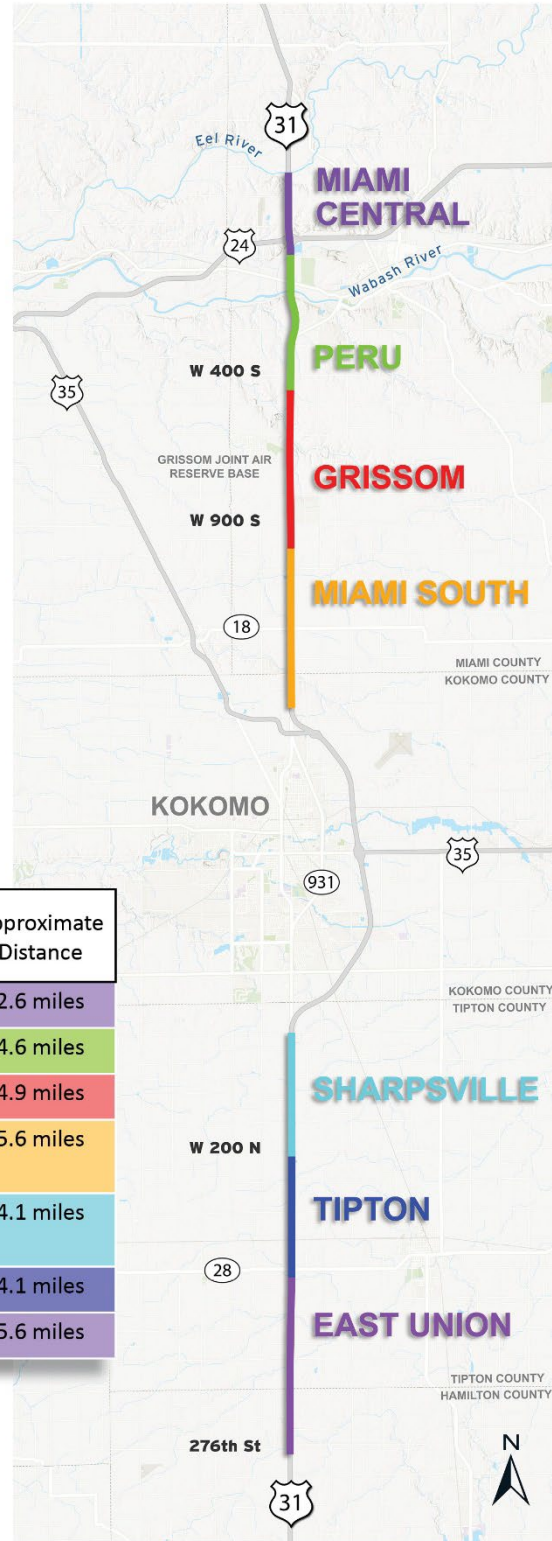 31
Eel River
MIAMI
CENTRAL
24
Wabash River
PERU
W 400 S
35
GRISSOM JOINT AIR
RESERVE BASE
GRISSOM
W 900 S
MIAMI SOUTH
18
MIAMI COUNTY
KOKOMO COUNTY
KOKOMO
35
931
pproximate
Distance
2.6 miles
4.6 miles
4.9 miles
5.6 miles
4.1 miles
4.1 miles
5.6 miles
KOKOMO COUNTY
TIPTON COUNTY
SHARPSVILLE
W 200 N
TIPTON
28
EAST UNION
TIPTON COUNTY
HAMILTON COUNTY
276th St
N
31